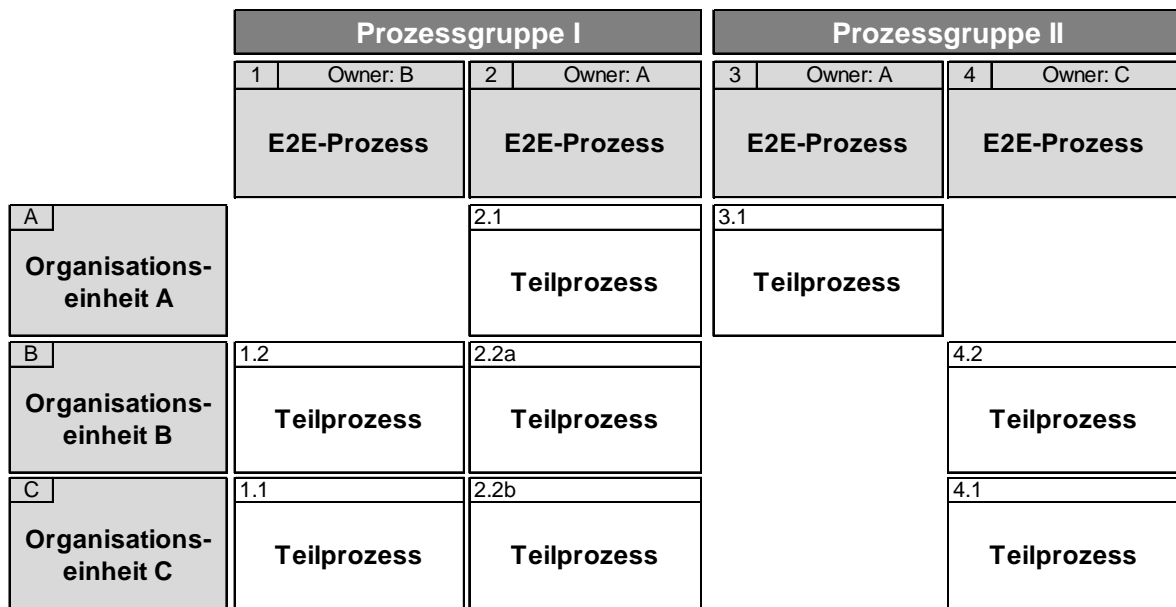 Prozessgruppe I
Prozessgruppe II
1 Owner: B
2 Owner: A
3 Owner: A
4 Owner: C
E2E-Prozess
E2E-Prozess
E2E-Prozess
E2E-Prozess
A
2.1
3.1
Organisations-
einheit A
Teilprozess
Teilprozess
B
1.2
2.2a
4.2
Organisations-
einheit B
Teilprozess
Teilprozess
Teilprozess
C
1.1
2.2b
4.1
Organisations-
einheit C
Teilprozess
Teilprozess
Teilprozess